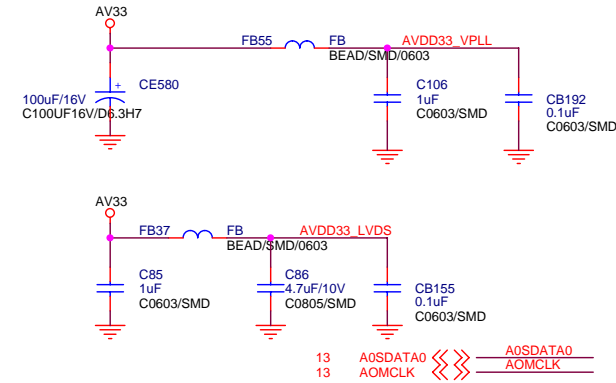 AV33
FB55 FB AVDD33_VPLL
BEAD/SMD/0603
CE580
100uF/16V
C100UF16V/D6.3H7
C106
1uF
C0603/SMD
CB192
0.1uF
C0603/SMD
AV33
FB37 FB AVDD33_LVDS
BEAD/SMD/0603
C85
1uF
C0603/SMD
C86
4.7uF/10V
C0805/SMD
CB155
0.1uF
C0603/SMD
13 A0SDATA0 A0SDATA0
13 AOMCLK AOMCLK